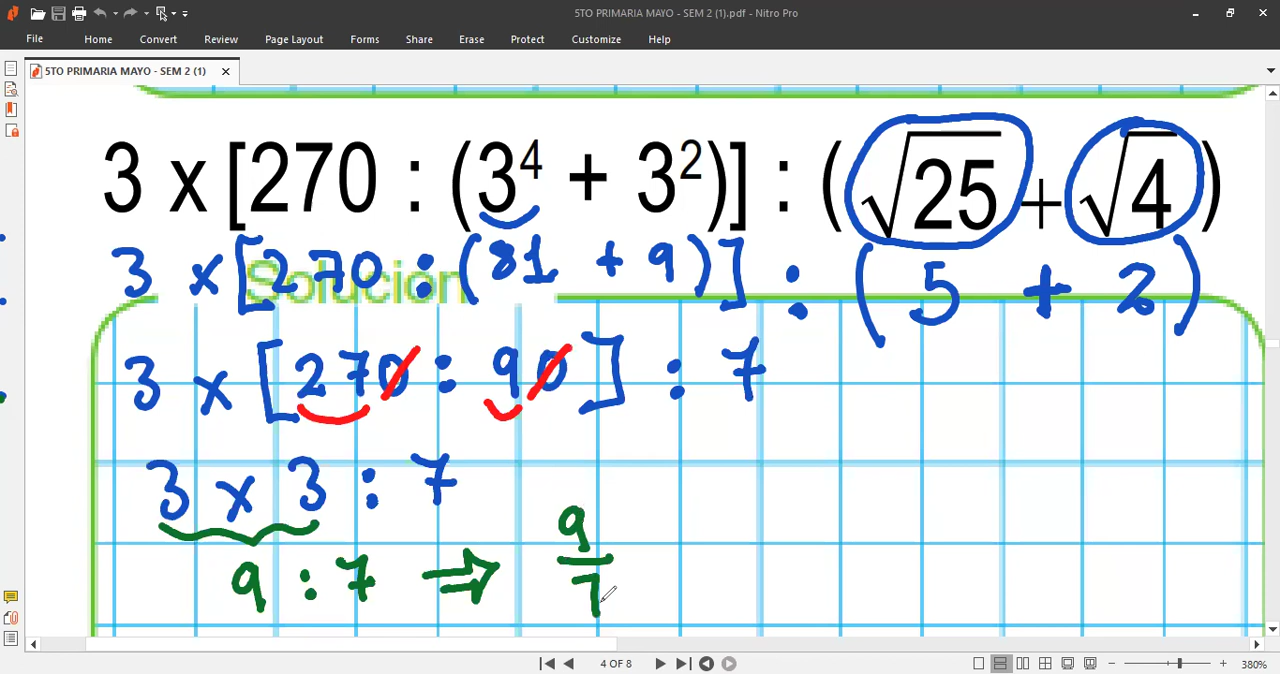 5TO PRIMARIA MAYO - SEM 2 (1).pdf - Nitro Pro
File Home Convert Review Page Layout Forms Share Erase Protect Customize Help
5TO PRIMARIA MAYO - SEM 2 (1)
3 x [270 : (3⁴ + 3²)] : (√25 + √4)
3 x [270 : (81 + 9)] : (5 + 2)
Solución
3 x [270 : 90] : 7
3 x 3 : 7
9 : 7 ⇒ 9/7
4 OF 8
380%